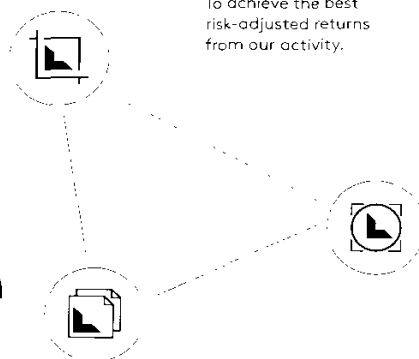 To achieve the best
risk-adjusted returns
from our activity.